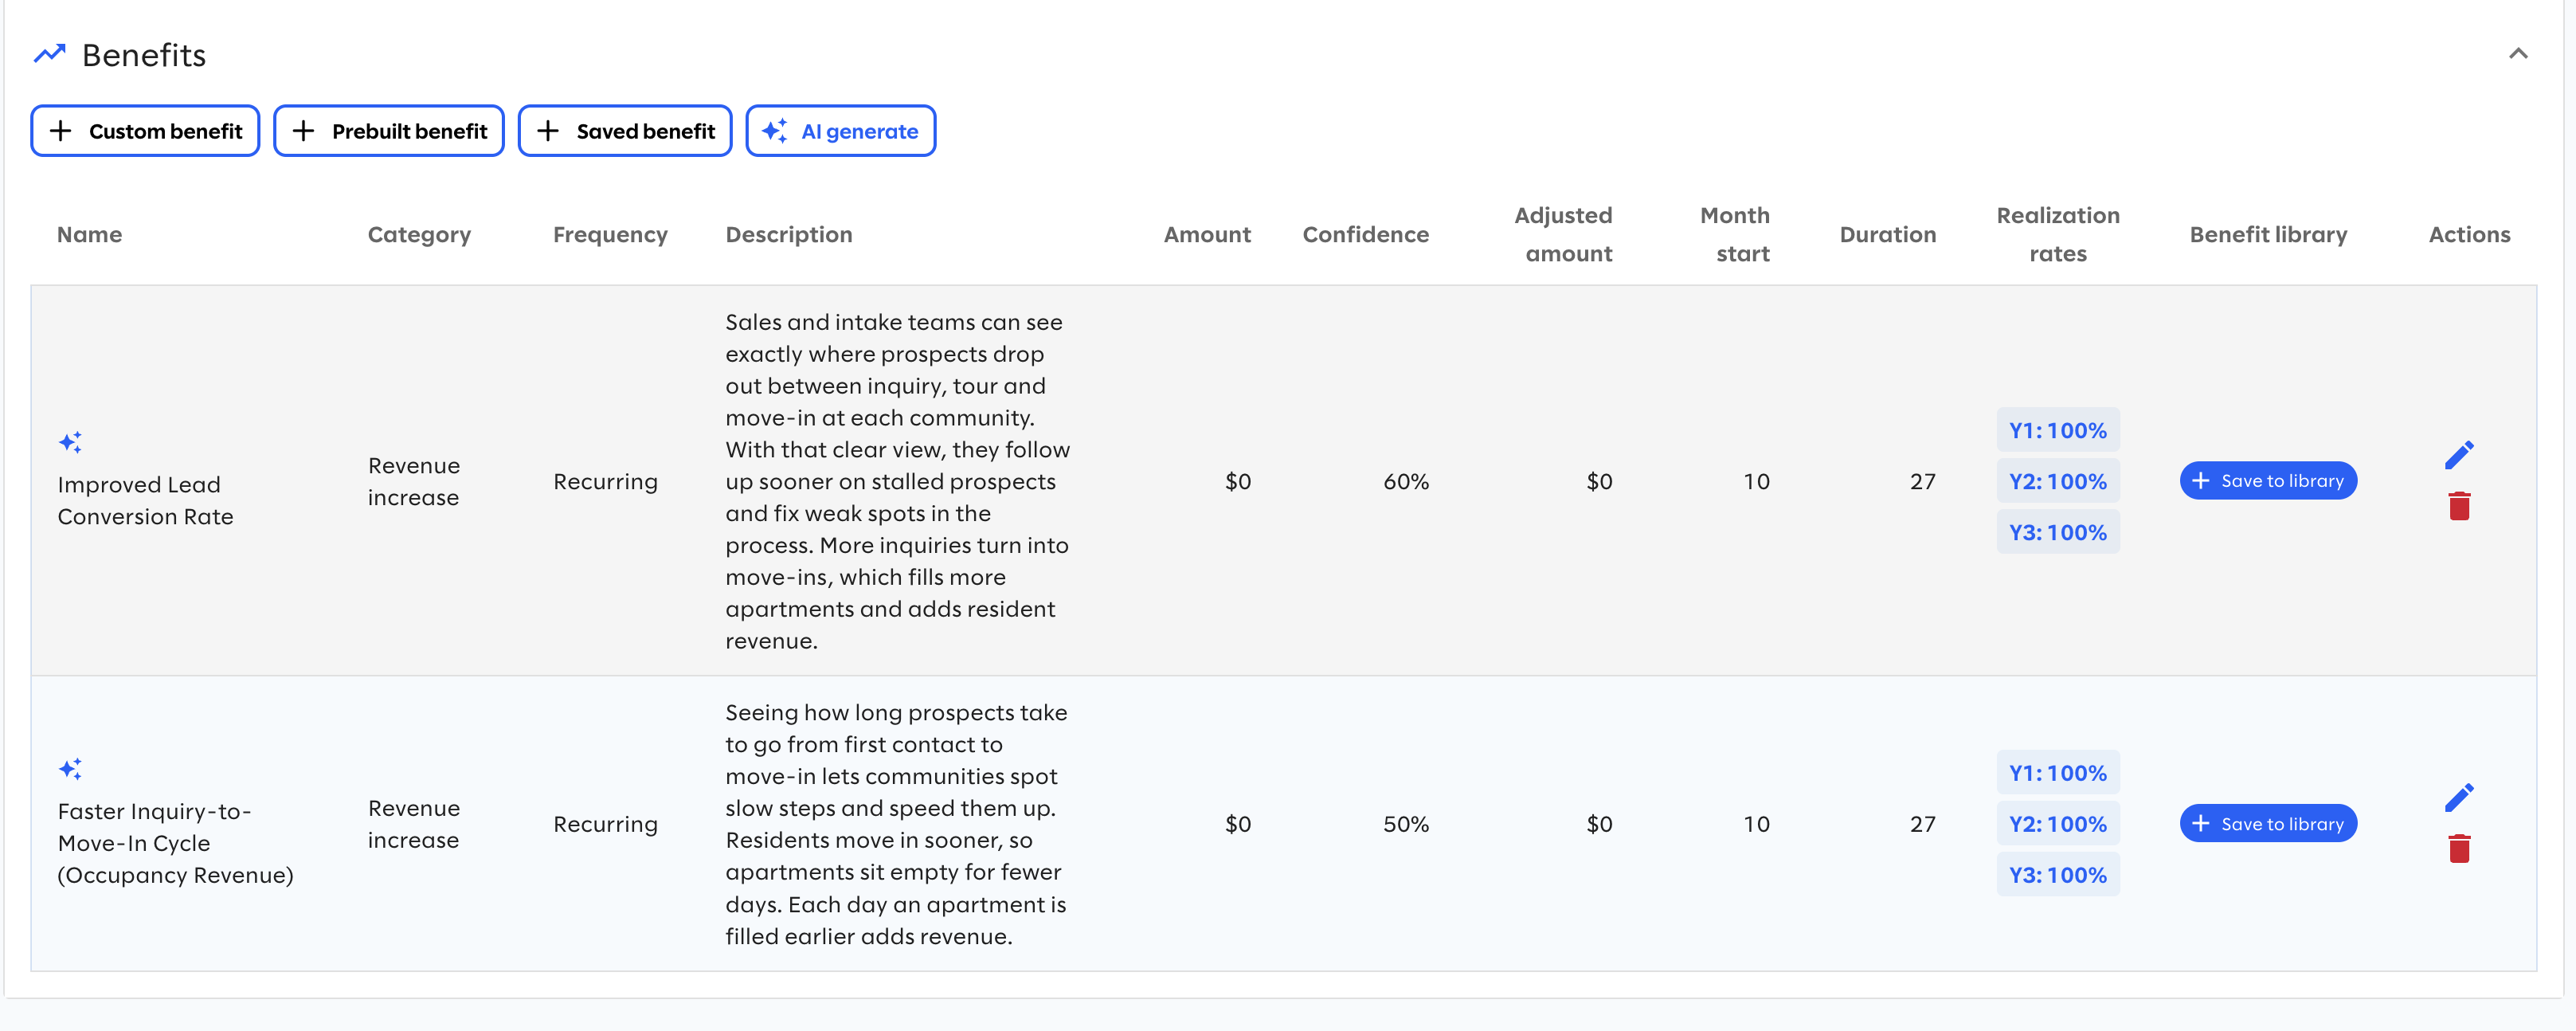 Benefits
Custom benefit
Prebuilt benefit
Saved benefit
AI generate
Name
Category
Frequency
Description
Amount
Confidence
Adjusted
amount
Month
start
Duration
Realization
rates
Benefit library
Actions
Improved Lead
Conversion Rate
Revenue
increase
Recurring
Sales and intake teams can see
exactly where prospects drop
out between inquiry, tour and
move-in at each community.
With that clear view, they follow
up sooner on stalled prospects
and fix weak spots in the
process. More inquiries turn into
move-ins, which fills more
apartments and adds resident
revenue.
$0
60%
$0
10
27
Y1: 100%
Y2: 100%
Y3: 100%
Save to library
Faster Inquiry-to-
Move-In Cycle
(Occupancy Revenue)
Revenue
increase
Recurring
Seeing how long prospects take
to go from first contact to
move-in lets communities spot
slow steps and speed them up.
Residents move in sooner, so
apartments sit empty for fewer
days. Each day an apartment is
filled earlier adds revenue.
$0
50%
$0
10
27
Y1: 100%
Y2: 100%
Y3: 100%
Save to library